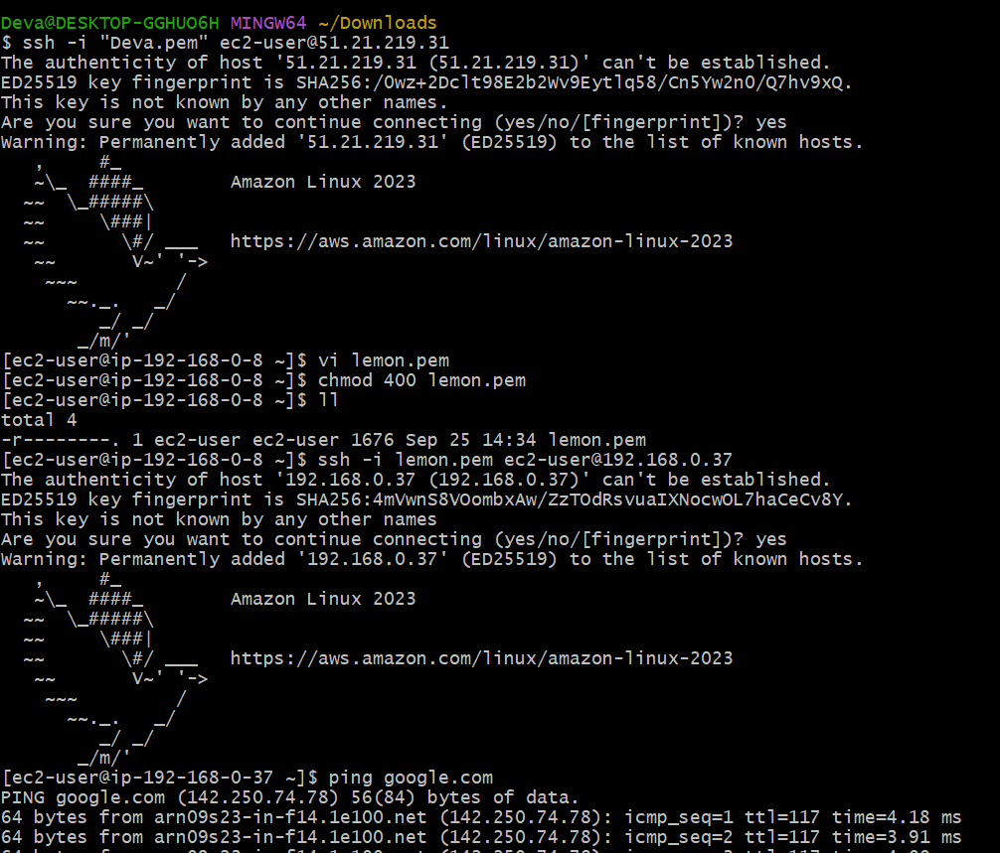 Deva@DESKTOP-GGHUO6H MINGW64 ~/Downloads
$ ssh -i "Deva.pem" ec2-user@51.21.219.31
The authenticity of host '51.21.219.31 (51.21.219.31)' can't be established.
ED25519 key fingerprint is SHA256:/Owz+2Dclt98E2b2Wv9Eytlq58/Cn5Yw2n0/Q7hv9xQ.
This key is not known by any other names.
Are you sure you want to continue connecting (yes/no/[fingerprint])? yes
Warning: Permanently added '51.21.219.31' (ED25519) to the list of known hosts.
   ,     #_
   ~\_  ####_        Amazon Linux 2023
  ~~  \_#####\
  ~~     \###|
  ~~       \#/ ___   https://aws.amazon.com/linux/amazon-linux-2023
   ~~       V~' '->
    ~~~         /
      ~~._.   _/
         _/ _/
       _/m/'
[ec2-user@ip-192-168-0-8 ~]$ vi lemon.pem
[ec2-user@ip-192-168-0-8 ~]$ chmod 400 lemon.pem
[ec2-user@ip-192-168-0-8 ~]$ ll
total 4
-r--------. 1 ec2-user ec2-user 1676 Sep 25 14:34 lemon.pem
[ec2-user@ip-192-168-0-8 ~]$ ssh -i lemon.pem ec2-user@192.168.0.37
The authenticity of host '192.168.0.37 (192.168.0.37)' can't be established.
ED25519 key fingerprint is SHA256:4mVwnS8VOombxAw/ZzTOdRsvuaIXNocwOL7haCeCv8Y.
This key is not known by any other names
Are you sure you want to continue connecting (yes/no/[fingerprint])? yes
Warning: Permanently added '192.168.0.37' (ED25519) to the list of known hosts.
   ,     #_
   ~\_  ####_        Amazon Linux 2023
  ~~  \_#####\
  ~~     \###|
  ~~       \#/ ___   https://aws.amazon.com/linux/amazon-linux-2023
   ~~       V~' '->
    ~~~         /
      ~~._.   _/
         _/ _/
       _/m/'
[ec2-user@ip-192-168-0-37 ~]$ ping google.com
PING google.com (142.250.74.78) 56(84) bytes of data.
64 bytes from arn09s23-in-f14.1e100.net (142.250.74.78): icmp_seq=1 ttl=117 time=4.18 ms
64 bytes from arn09s23-in-f14.1e100.net (142.250.74.78): icmp_seq=2 ttl=117 time=3.91 ms